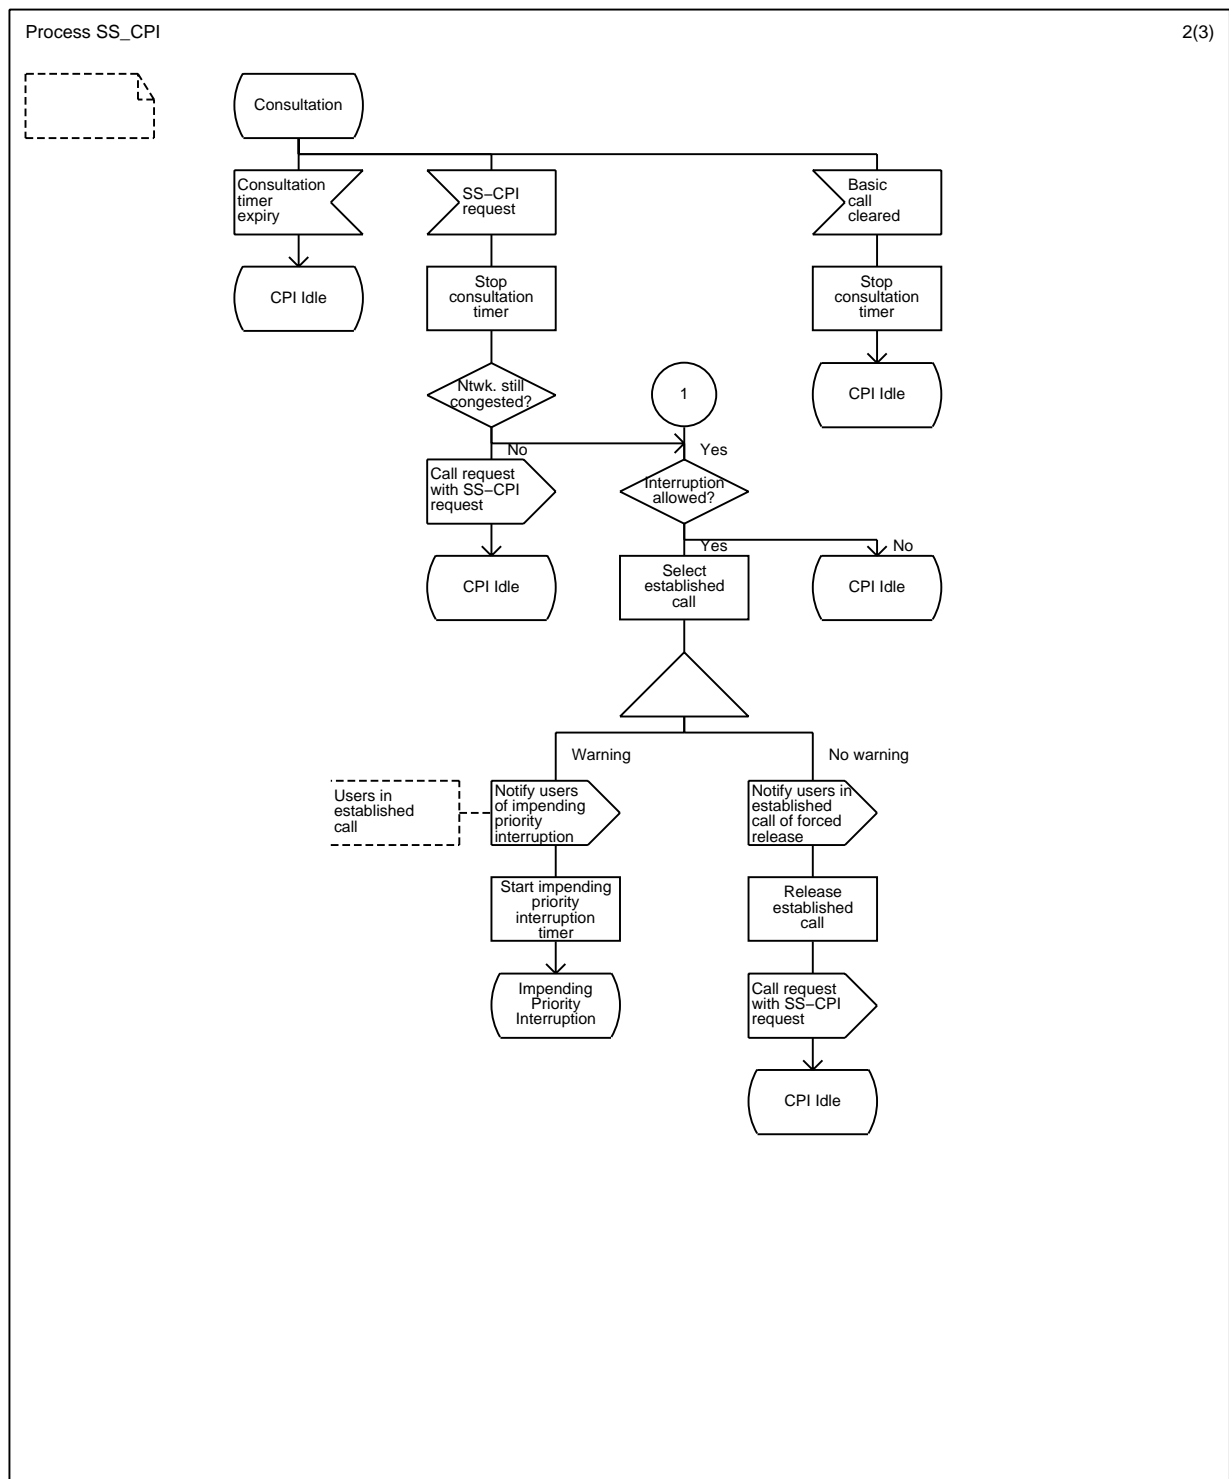 Process SS_CPI
2(3)
Consultation
Consultation
timer
expiry
SS−CPI
request
Basic
call
cleared
CPI Idle
Stop
consultation
timer
Stop
consultation
timer
Ntwk. still
congested?
1
CPI Idle
No
Yes
Call request
with SS−CPI
request
Interruption
allowed?
Yes
No
CPI Idle
Select
established
call
CPI Idle
Warning
No warning
Users in
established
call
Notify users
of impending
priority
interruption
Notify users in
established
call of forced
release
Start impending
priority
interruption
timer
Release
established
call
Impending
Priority
Interruption
Call request
with SS−CPI
request
CPI Idle